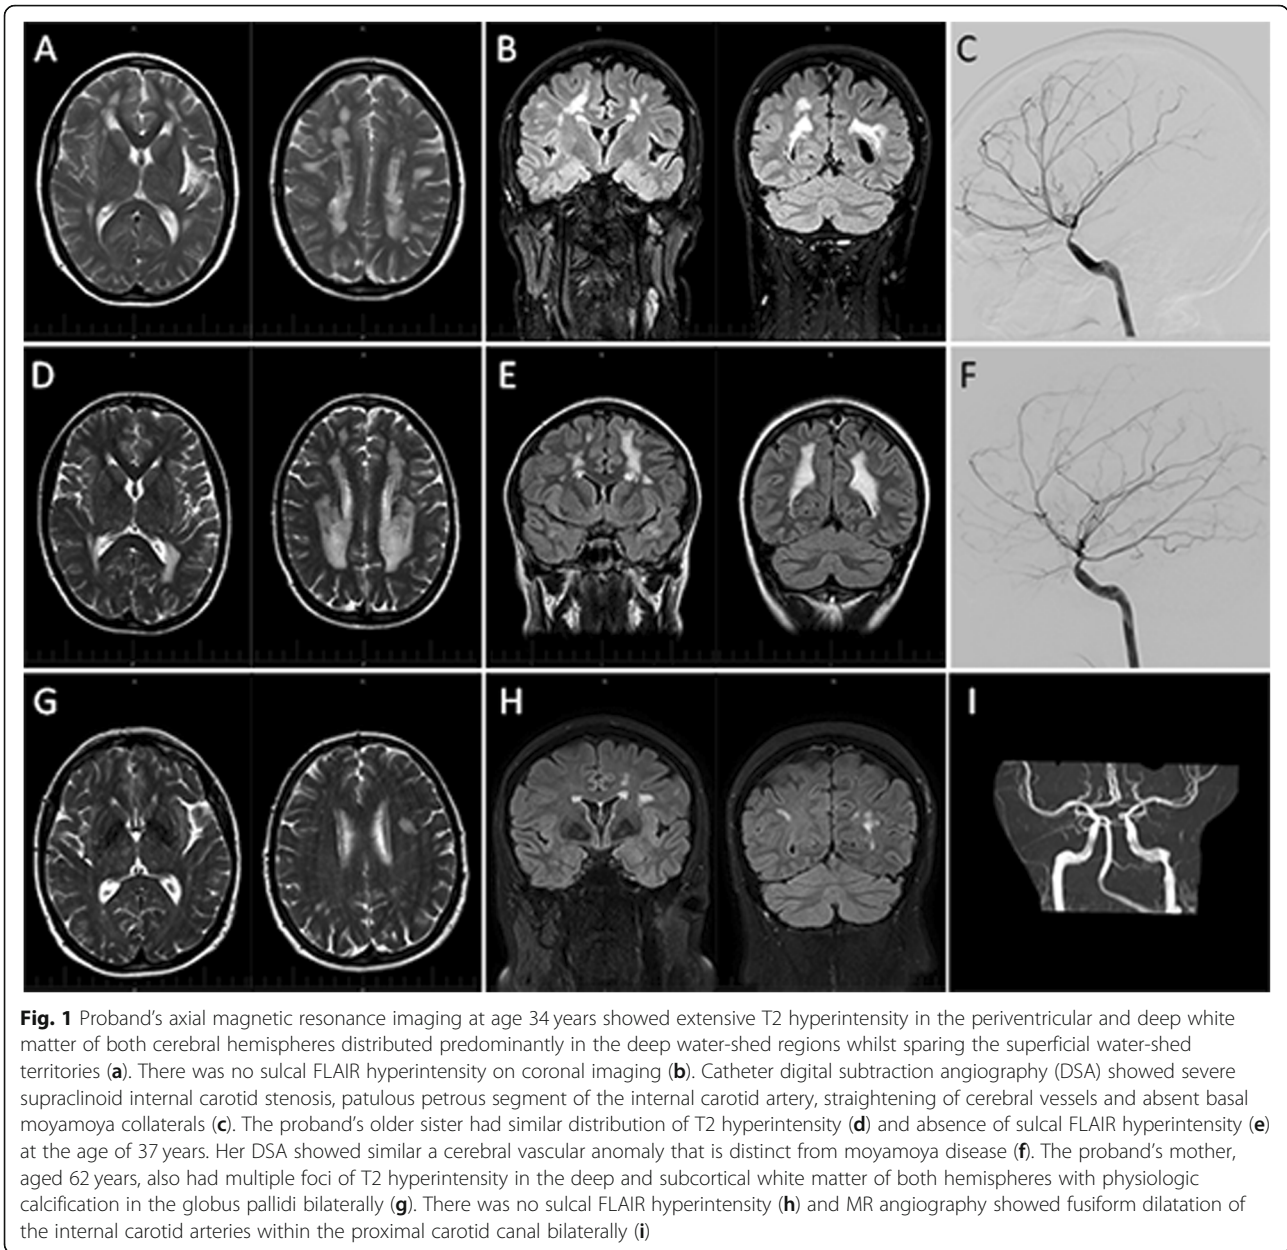 A
B
C
D
E
F
G
H
I
Fig. 1 Proband's axial magnetic resonance imaging at age 34 years showed extensive T2 hyperintensity in the periventricular and deep white
matter of both cerebral hemispheres distributed predominantly in the deep water-shed regions whilst sparing the superficial water-shed
territories (a). There was no sulcal FLAIR hyperintensity on coronal imaging (b). Catheter digital subtraction angiography (DSA) showed severe
supraclinoid internal carotid stenosis, patulous petrous segment of the internal carotid artery, straightening of cerebral vessels and absent basal
moyamoya collaterals (c). The proband's older sister had similar distribution of T2 hyperintensity (d) and absence of sulcal FLAIR hyperintensity (e)
at the age of 37 years. Her DSA showed similar a cerebral vascular anomaly that is distinct from moyamoya disease (f). The proband's mother,
aged 62 years, also had multiple foci of T2 hyperintensity in the deep and subcortical white matter of both hemispheres with physiologic
calcification in the globus pallidi bilaterally (g). There was no sulcal FLAIR hyperintensity (h) and MR angiography showed fusiform dilatation of
the internal carotid arteries within the proximal carotid canal bilaterally (i)